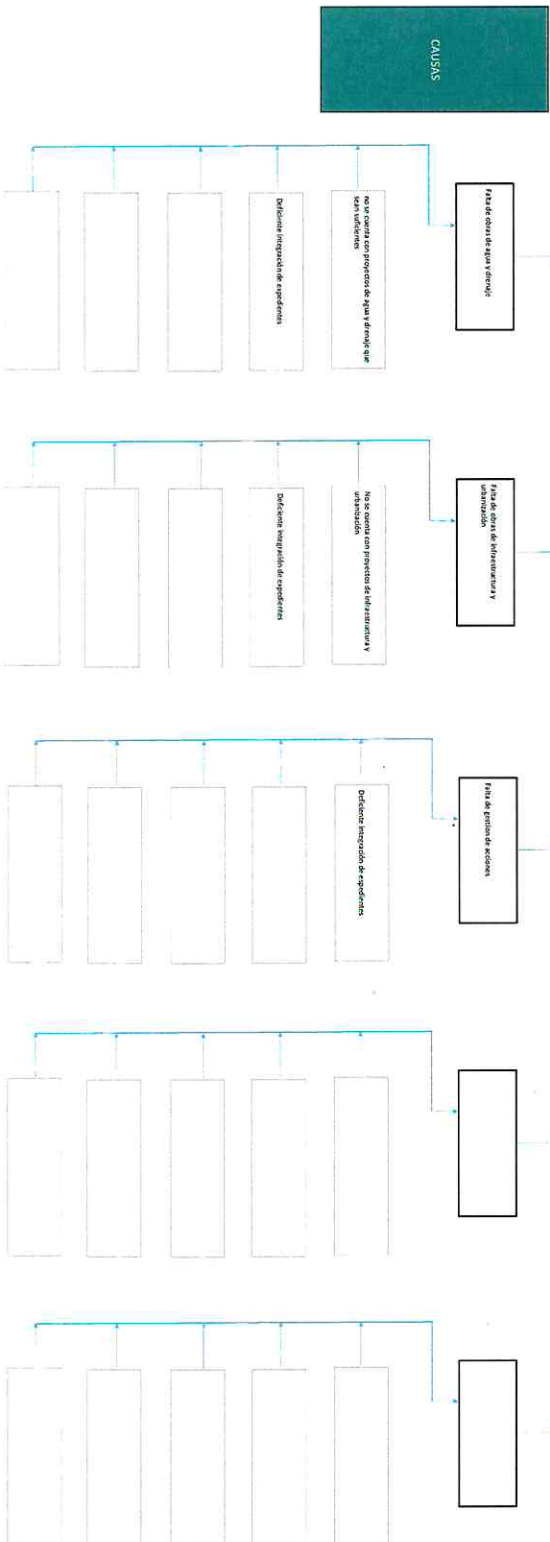 CAUSAS
Falta de obras de agua y drenaje
no se cuenta con proyectos de agua y drenaje que
sean suficientes
Deficiente integración de expedientes
Falta de obras de infraestructura y
urbanización
No se cuenta con proyectos de infraestructura y
urbanización
Deficiente integración de expedientes
Falta de gestion de acciones
Deficiente integración de espedientes